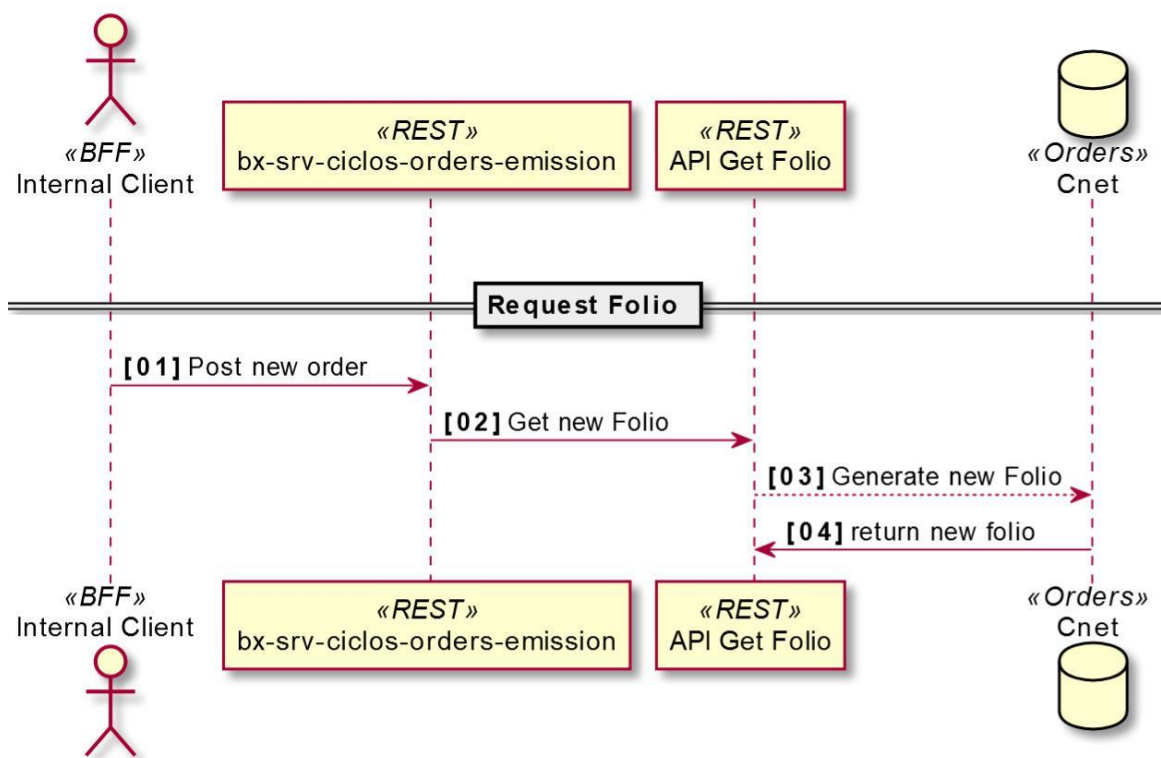 «BFF»
Internal Client
«REST»
bx-srv-ciclos-orders-emission
«REST»
API Get Folio
«Orders»
Cnet
Request Folio
[01] Post new order
[02] Get new Folio
[03] Generate new Folio
[04] return new folio
«BFF»
Internal Client
«REST»
bx-srv-ciclos-orders-emission
«REST»
API Get Folio
«Orders»
Cnet